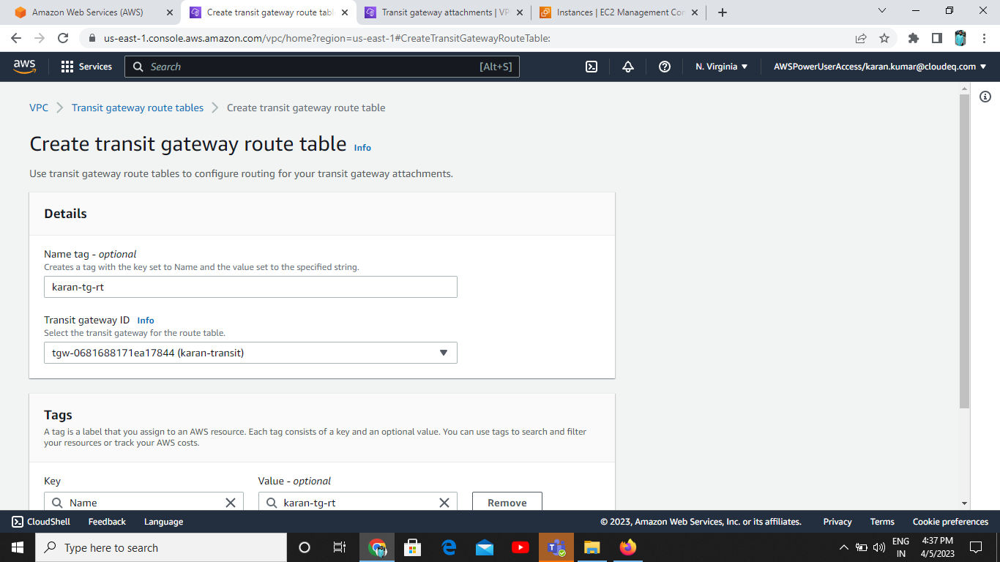 Amazon Web Services (AWS)
Create transit gateway route tabl
Transit gateway attachments | VP
Instances | EC2 Management Con
us-east-1.console.aws.amazon.com/vpc/home?region=us-east-1#CreateTransitGatewayRouteTable:
aws
Services
Search
[Alt+S]
N. Virginia
AWSPowerUserAccess/karan.kumar@cloudeq.com
VPC
Transit gateway route tables
Create transit gateway route table
Create transit gateway route table Info
Use transit gateway route tables to configure routing for your transit gateway attachments.
Details
Name tag - optional
Creates a tag with the key set to Name and the value set to the specified string.
karan-tg-rt
Transit gateway ID Info
Select the transit gateway for the route table.
tgw-0681688171ea17844 (karan-transit)
Tags
A tag is a label that you assign to an AWS resource. Each tag consists of a key and an optional value. You can use tags to search and filter
your resources or track your AWS costs.
Key
Value - optional
Name
karan-tg-rt
Remove
CloudShell
Feedback
Language
© 2023, Amazon Web Services, Inc. or its affiliates.
Privacy
Terms
Cookie preferences
Type here to search
ENG
IN
4:37 PM
4/5/2023